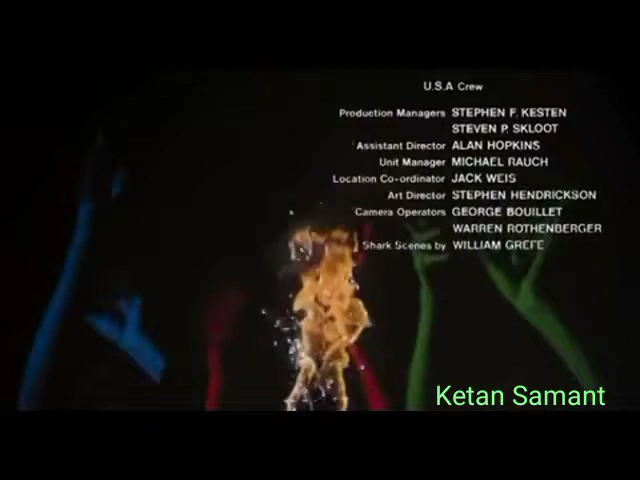 U.S.A Crew
Production Managers STEPHEN F. KESTEN
STEVEN P. SKLOOT
Assistant Director ALAN HOPKINS
Unit Manager MICHAEL RAUCH
Location Co-ordinator JACK WEIS
Art Director STEPHEN HENDRICKSON
Camera Operators GEORGE BOUILLET
WARREN ROTHENBERGER
Shark Scenes by WILLIAM GREFE
Ketan Samant